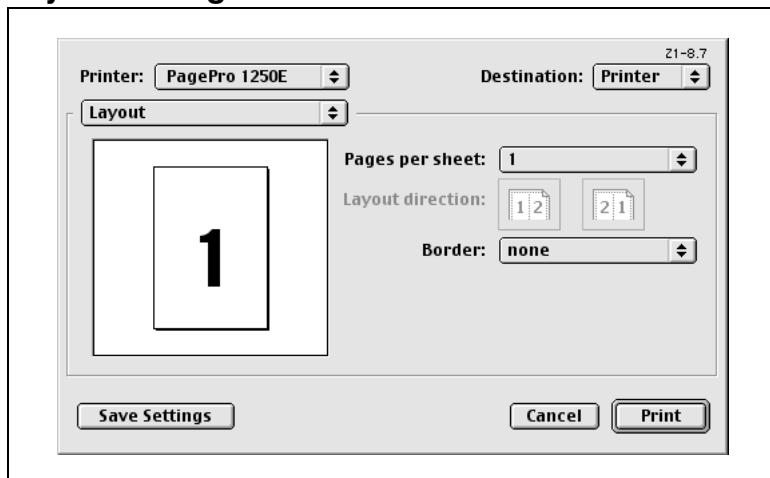 Z1-8.7
Printer: PagePro 1250E Destination: Printer
Layout
Pages per sheet: 1
Layout direction: 1 2 2 1
1
Border: none
Save Settings Cancel Print